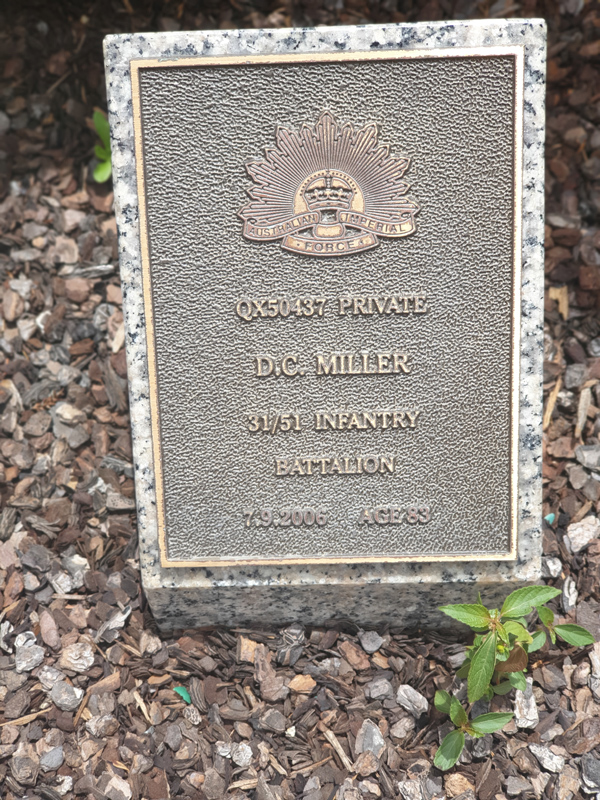 AUSTRALIAN IMPERIAL
FORCE
QX50437 PRIVATE
D.C. MILLER
31/51 INFANTRY
BATTALION
7.9.2006 AGE 83